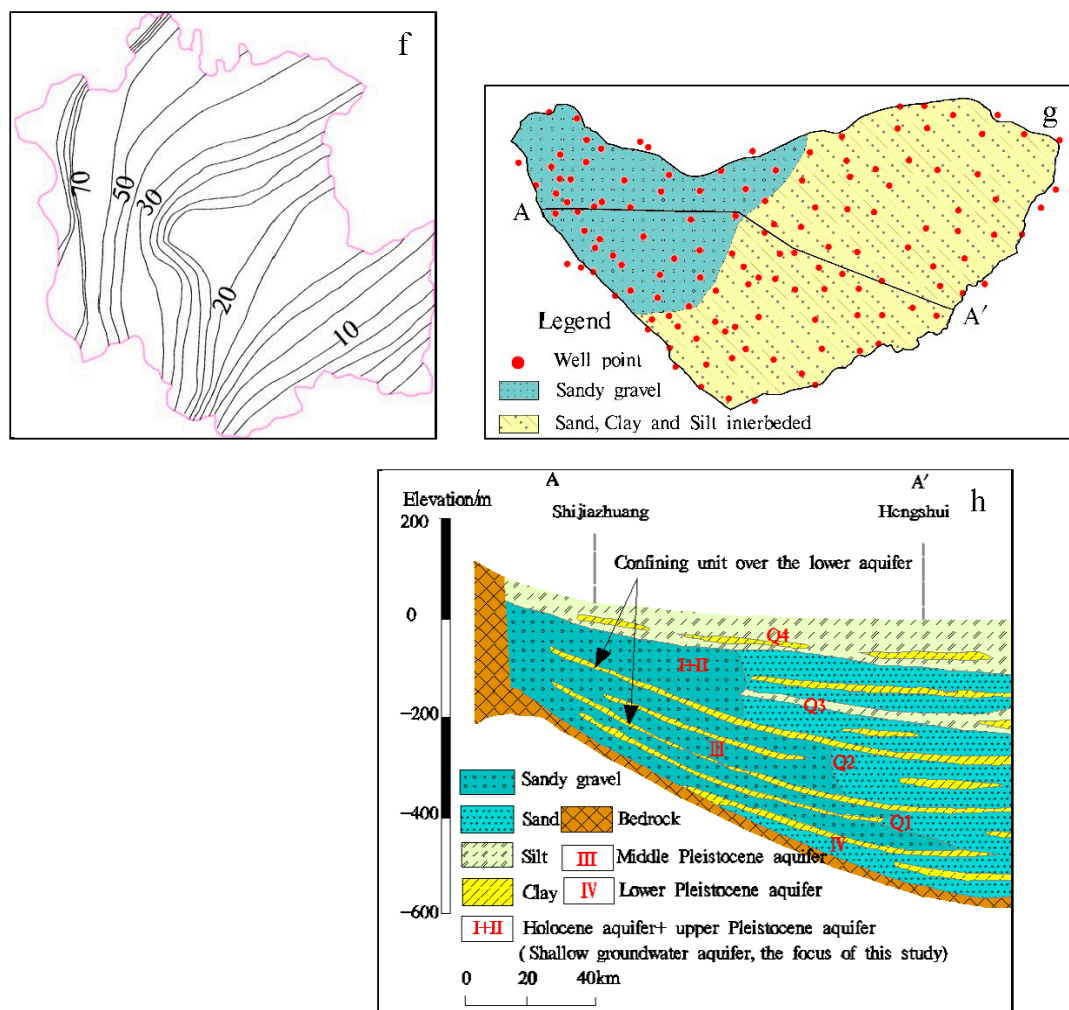 f
70
50
30
20
10
g
A
A′
Legend
Well point
Sandy gravel
Sand, Clay and Silt interbeded
A
A′
h
Elevation/m
Shijiazhuang
Hengshui
200
Confining unit over the lower aquifer
0
Q4
I+II
Q3
−200
III
Q2
Sandy gravel
−400
Sand
Bedrock
Q1
IV
Silt
III
Middle Pleistocene aquifer
Clay
IV
Lower Pleistocene aquifer
−600
I+II
Holocene aquifer+ upper Pleistocene aquifer
( Shallow groundwater aquifer, the focus of this study)
0 20 40km